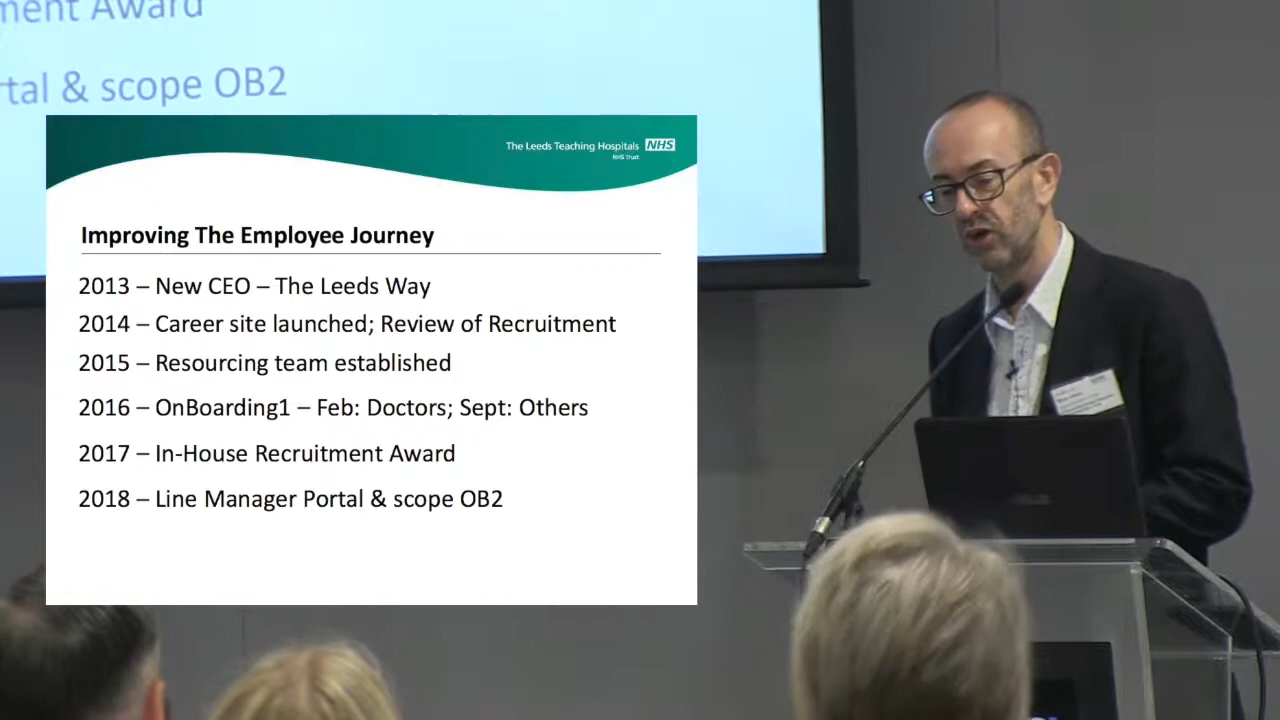 ment Award
rtal & scope OB2
The Leeds Teaching Hospitals NHS
NHS Trust
Improving The Employee Journey
2013 – New CEO – The Leeds Way
2014 – Career site launched; Review of Recruitment
2015 – Resourcing team established
2016 – OnBoarding1 – Feb: Doctors; Sept: Others
2017 – In-House Recruitment Award
2018 – Line Manager Portal & scope OB2